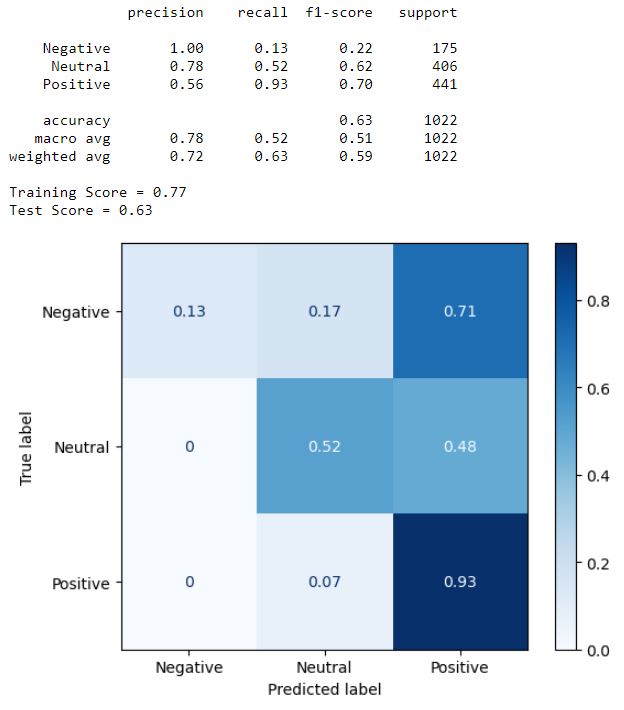 precision recall f1-score support
Negative 1.00 0.13 0.22 175
Neutral 0.78 0.52 0.62 406
Positive 0.56 0.93 0.70 441
accuracy 0.63 1022
macro avg 0.78 0.52 0.51 1022
weighted avg 0.72 0.63 0.59 1022
Training Score = 0.77
Test Score = 0.63
True label
Negative 0.13 0.17 0.71
Neutral 0 0.52 0.48
Positive 0 0.07 0.93
Negative Neutral Positive
Predicted label
0.8
0.6
0.4
0.2
0.0